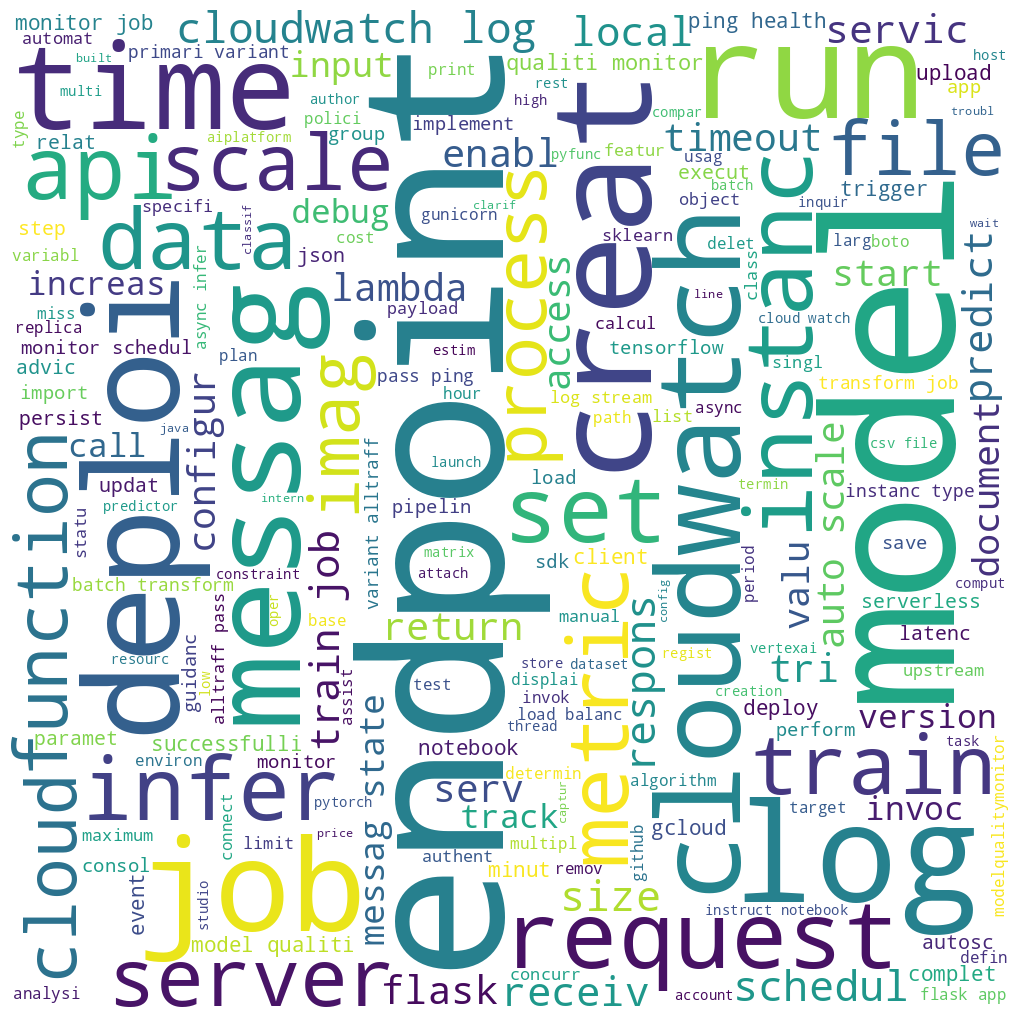 monitor job
cloudwatch log
local
ping health
servic
automat
built
primari variant
time
input
print
qualiti monitor
run
upload
host
multi
author
rest
high
compar
app
troubl
type
polici
implement
timeout
file
relat
aiplatform
group
enabl
pyfunc
featur
usag
execut
batch
api
scale
creat
trigger
specifi
classif
debug
gunicorn
clarif
process
object
inquir
wait
step
data
cost
sklearn
delet
larg
boto
variabl
json
access
instanc
model
predict
increas
async infer
lambda
payload
line
classi
start
miss
replica
messag
endpoint
calcul
cloudwatch
cloud watch
monitor schedul
plan
estim
tensorflow
singl
advic
deploi
imag
pass ping
hour
log stream
async
transform job
import
persist
configur
path
list
document
java
call
launch
csv file
updat
load
termin
auto scale
instanc type
statu
predictor
intern
variant alltraff
pipelin
set
valu
cloudfunction
matrix
sdk
client
period
save
batch transform
constraint
attach
manual
config
comput
serverless
guidanc
low
alltraff pass
oper
base
train job
assist
return
metric
respons
regist
vertexai
latenc
resourc
test
store
dataset
tri
upstream
displai
invok
creation
load balanc
deploy
version
paramet
successfulli
messag state
thread
perform
environ
monitor
notebook
task
infer
pytorch
serv
determin
captur
algorithm
train
modelqualitymonitor
maximum
connect
limit
price
track
multipl
github
gcloud
target
invoc
consol
job
authent
minut
remov
clog
event
studio
size
instruct notebook
model qualiti
request
autosc
defin
server
flask
concurr
receiv
account
schedul
complet
analysi
flask app